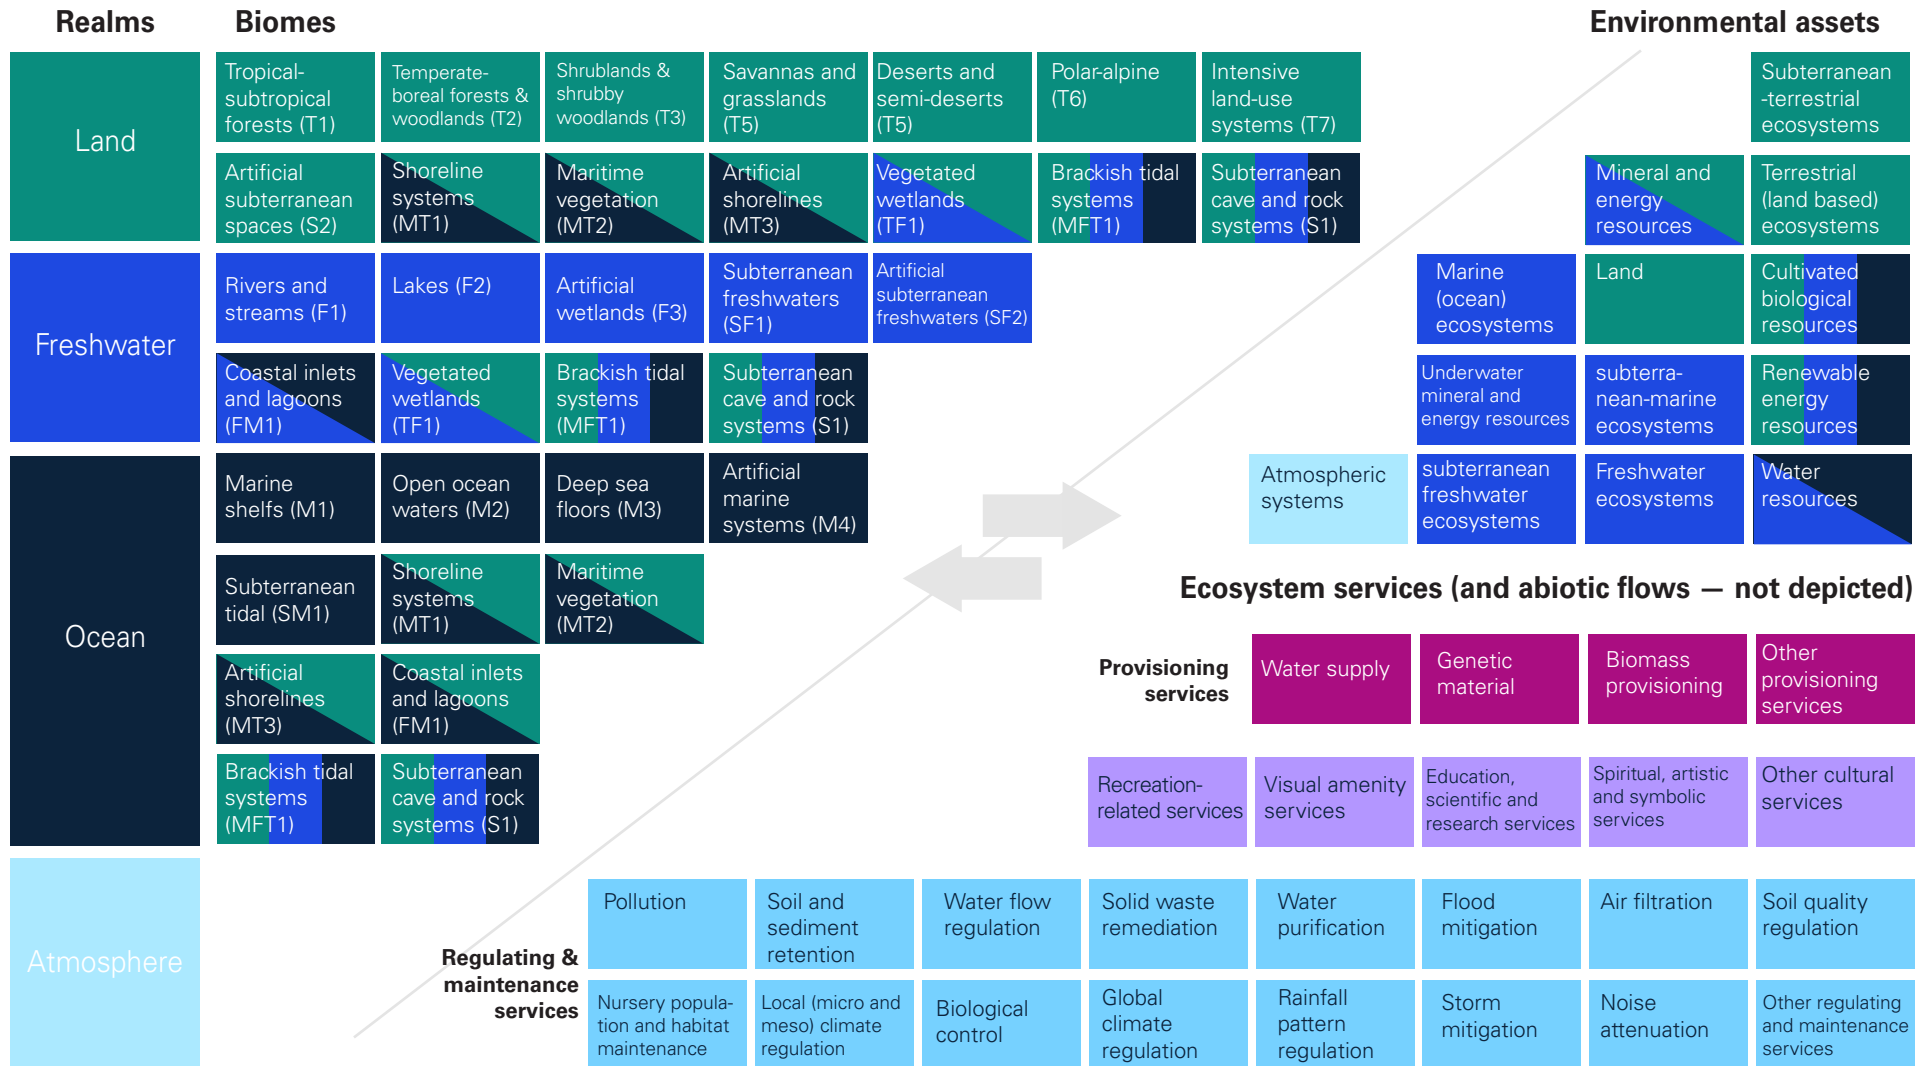 Realms
Biomes
Environmental assets
Land
Tropical-
subtropical
forests (T1)
Temperate-
boreal forests &
woodlands (T2)
Shrublands &
shrubby
woodlands (T3)
Savannas and
grasslands
(T5)
Deserts and
semi-deserts
(T5)
Polar-alpine
(T6)
Intensive
land-use
systems (T7)
Subterranean
-terrestrial
ecosystems
Artificial
subterranean
spaces (S2)
Shoreline
systems
(MT1)
Maritime
vegetation
(MT2)
Artificial
shorelines
(MT3)
Vegetated
wetlands
(TF1)
Brackish tidal
systems
(MFT1)
Subterranean
cave and rock
systems (S1)
Mineral and
energy
resources
Terrestrial
(land based)
ecosystems
Freshwater
Rivers and
streams (F1)
Lakes (F2)
Artificial
wetlands (F3)
Subterranean
freshwaters
(SF1)
Artificial
subterranean
freshwaters (SF2)
Marine
(ocean)
ecosystems
Land
Cultivated
biological
resources
Coastal inlets
and lagoons
(FM1)
Vegetated
wetlands
(TF1)
Brackish tidal
systems
(MFT1)
Subterranean
cave and rock
systems (S1)
Underwater
mineral and
energy resources
subterra-
nean-marine
ecosystems
Renewable
energy
resources
Ocean
Marine
shelfs (M1)
Open ocean
waters (M2)
Deep sea
floors (M3)
Artificial
marine
systems (M4)
Atmospheric
systems
subterranean
freshwater
ecosystems
Freshwater
ecosystems
Water
resources
Subterranean
tidal (SM1)
Shoreline
systems
(MT1)
Maritime
vegetation
(MT2)
Artificial
shorelines
(MT3)
Coastal inlets
and lagoons
(FM1)
Brackish tidal
systems
(MFT1)
Subterranean
cave and rock
systems (S1)
Atmosphere
Ecosystem services (and abiotic flows — not depicted)
Provisioning
services
Water supply
Genetic
material
Biomass
provisioning
Other
provisioning
services
Recreation-
related services
Visual amenity
services
Education,
scientific and
research services
Spiritual, artistic
and symbolic
services
Other cultural
services
Regulating &
maintenance
services
Pollution
Soil and
sediment
retention
Water flow
regulation
Solid waste
remediation
Water
purification
Flood
mitigation
Air filtration
Soil quality
regulation
Nursery popula-
tion and habitat
maintenance
Local (micro and
meso) climate
regulation
Biological
control
Global
climate
regulation
Rainfall
pattern
regulation
Storm
mitigation
Noise
attenuation
Other regulating
and maintenance
services